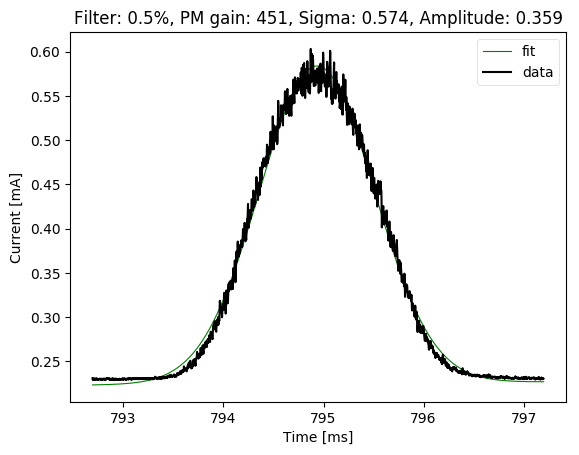 Filter: 0.5%, PM gain: 451, Sigma: 0.574, Amplitude: 0.359
fit
data
Current [mA]
0.60
0.55
0.50
0.45
0.40
0.35
0.30
0.25
793 794 795 796 797
Time [ms]